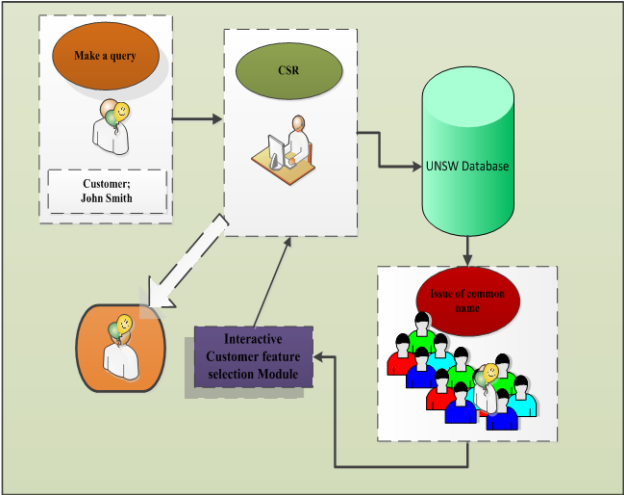 Make a query
Customer;
John Smith
CSR
UNSW Database
issue of common
name
Interactive
Customer feature
selection Module